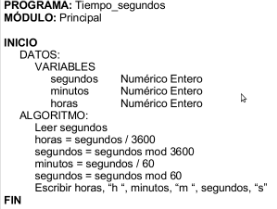 PROGRAMA: Tiempo_segundos
MÓDULO: Principal
INICIO
DATOS:
VARIABLES
segundos Numérico Entero
minutos Numérico Entero
horas Numérico Entero
ALGORITMO:
Leer segundos
horas = segundos / 3600
segundos = segundos mod 3600
minutos = segundos / 60
segundos = segundos mod 60
Escribir horas, “h “, minutos, “m “, segundos, “s”
FIN